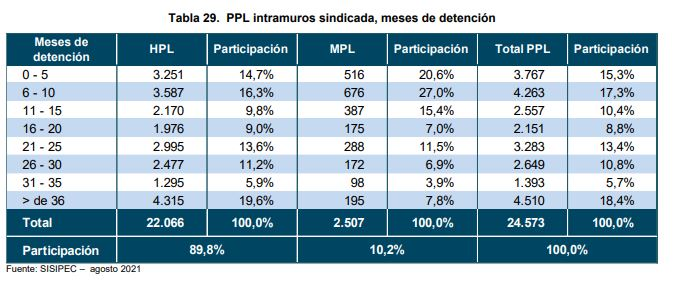 Tabla 29. PPL intramuros sindicada, meses de detención
Meses de detención HPL Participación MPL Participación Total PPL Participación
0 - 5 3.251 14,7% 516 20,6% 3.767 15,3%
6 - 10 3.587 16,3% 676 27,0% 4.263 17,3%
11 - 15 2.170 9,8% 387 15,4% 2.557 10,4%
16 - 20 1.976 9,0% 175 7,0% 2.151 8,8%
21 - 25 2.995 13,6% 288 11,5% 3.283 13,4%
26 - 30 2.477 11,2% 172 6,9% 2.649 10,8%
31 - 35 1.295 5,9% 98 3,9% 1.393 5,7%
> de 36 4.315 19,6% 195 7,8% 4.510 18,4%
Total 22.066 100,0% 2.507 100,0% 24.573 100,0%
Participación 89,8% 10,2% 100,0%
Fuente: SISIPEC – agosto 2021